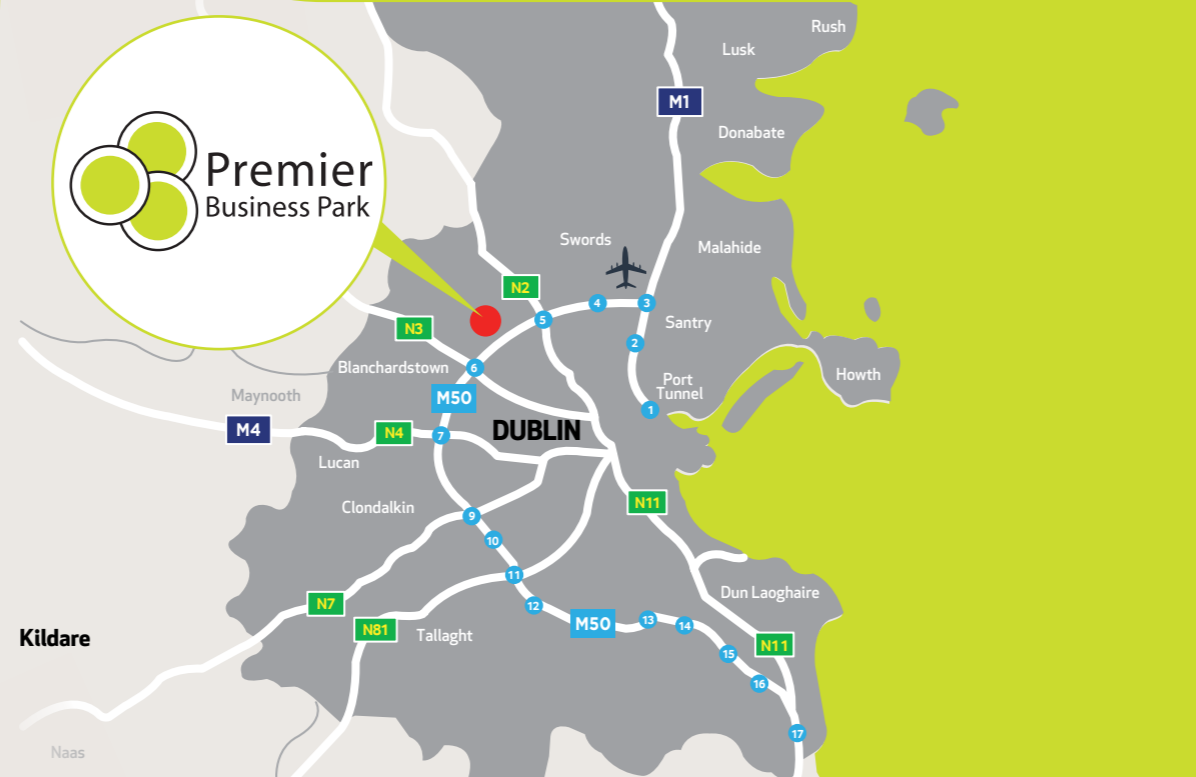 Rush
Lusk
M1
Donabate
Premier
Business Park
Swords
Malahide
N2
4
3
5
Santry
N3
2
Blanchardstown
6
Port
Tunnel
Howth
Maynooth
M50
1
M4
N4
7
DUBLIN
Lucan
N11
Clondalkin
9
10
11
Dun Laoghaire
N7
12
M50
13
14
N81
Tallaght
Kildare
N11
15
16
17
Naas